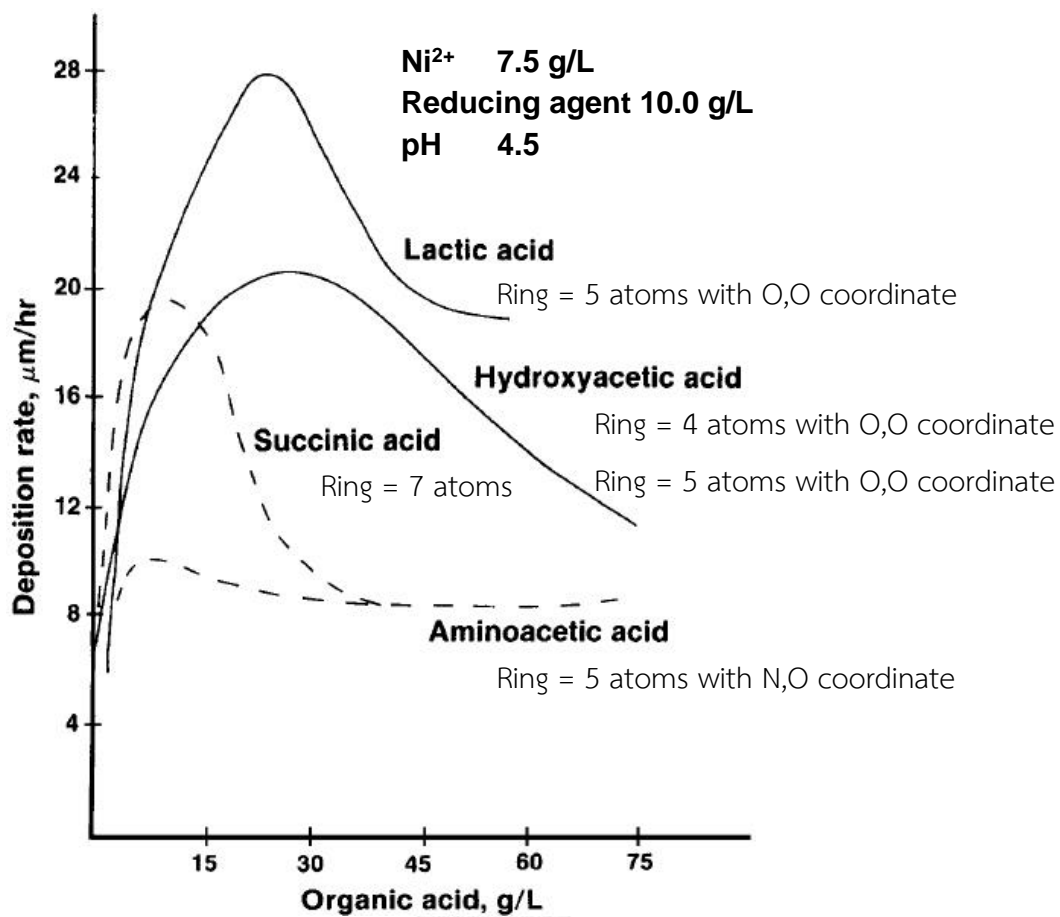 Ni²⁺ 7.5 g/L
Reducing agent 10.0 g/L
pH 4.5
28
24
20
16
12
8
4
Deposition rate, μm/hr
Lactic acid
Ring = 5 atoms with O,O coordinate
Hydroxyacetic acid
Ring = 4 atoms with O,O coordinate
Ring = 5 atoms with O,O coordinate
Succinic acid
Ring = 7 atoms
Aminoacetic acid
Ring = 5 atoms with N,O coordinate
15 30 45 60 75
Organic acid, g/L